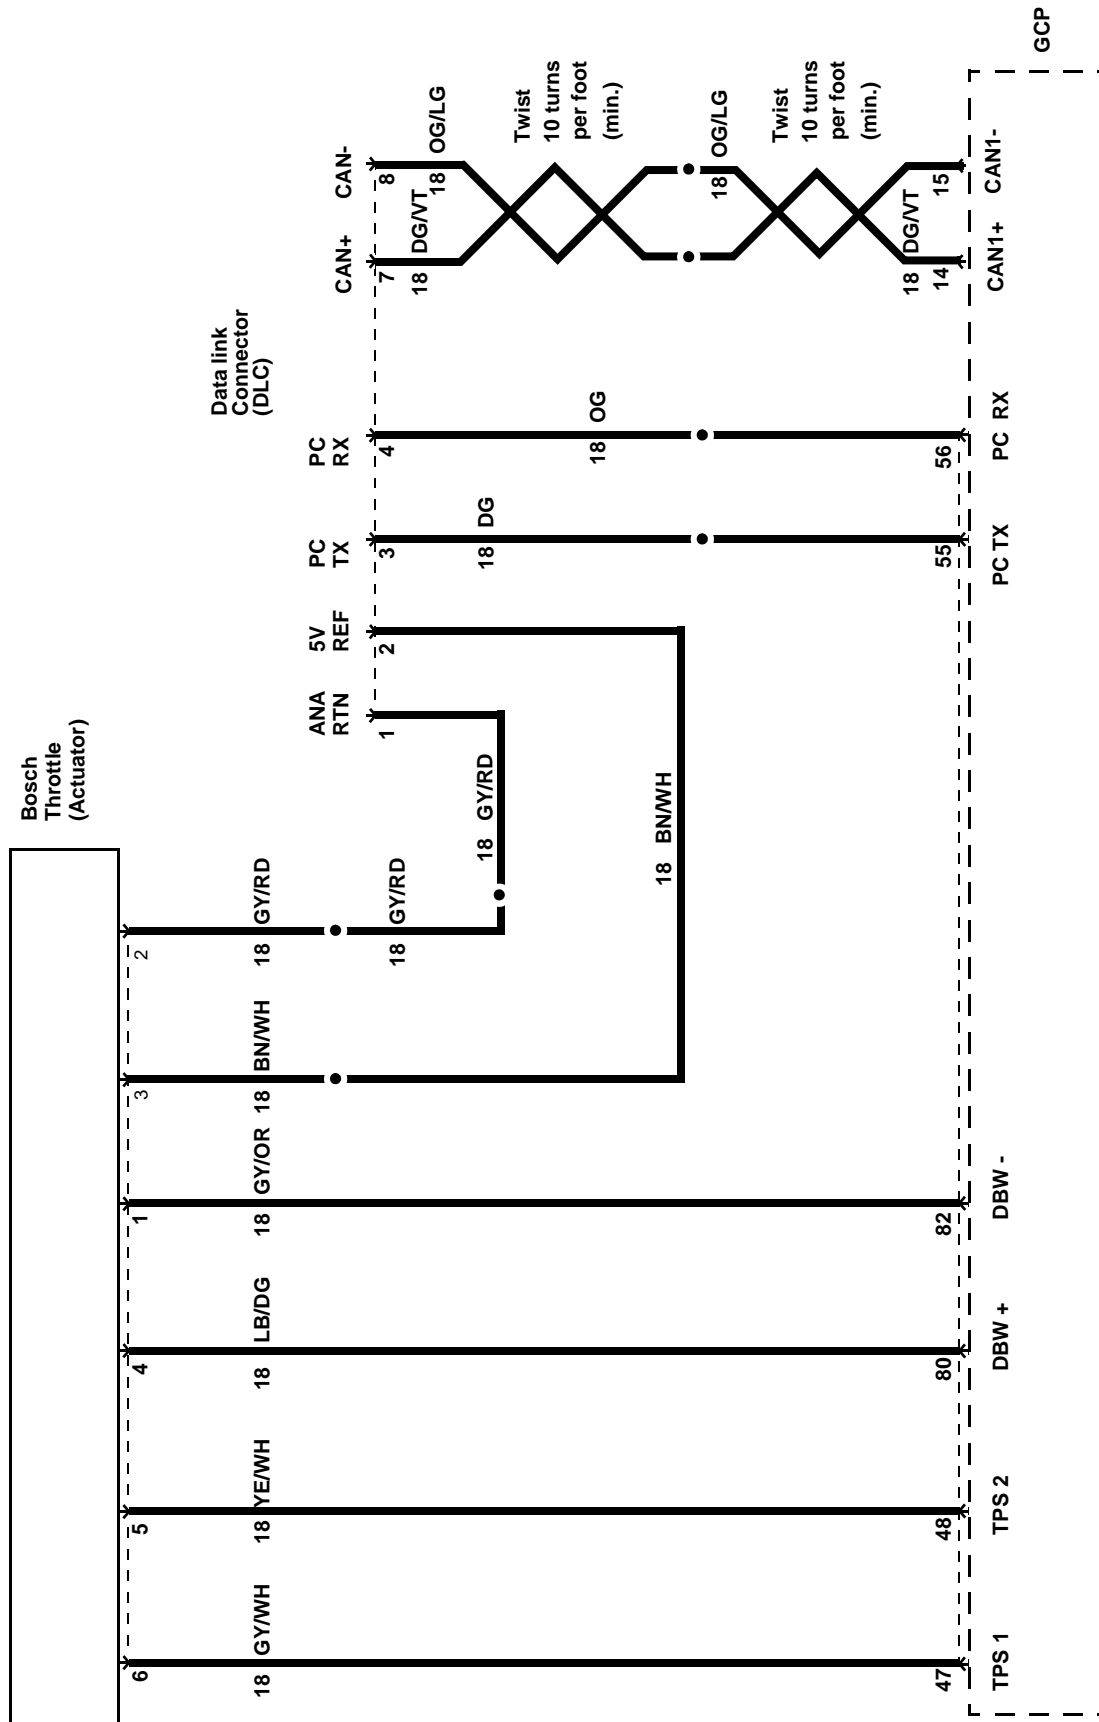 Bosch
Throttle
(Actuator)
6
5
4
1
3
2
Data link
Connector
(DLC)
18 GY/WH
18 YE/WH
18 LB/DG
18 GY/OR
18 BN/WH
18 GY/RD
ANA
RTN
5V
REF
PC
TX
PC
RX
CAN+
CAN-
1
2
3
4
7
8
18 GY/RD
18 DG/VT
18 OG/LG
18 GY/RD
18 DG
Twist
10 turns
per foot
(min.)
18 OG
18 BN/WH
18 OG/LG
Twist
10 turns
per foot
(min.)
18 DG/VT
47
48
80
82
55
56
14
15
TPS 1
TPS 2
DBW +
DBW -
PC TX
PC RX
CAN1+
CAN1-
GCP